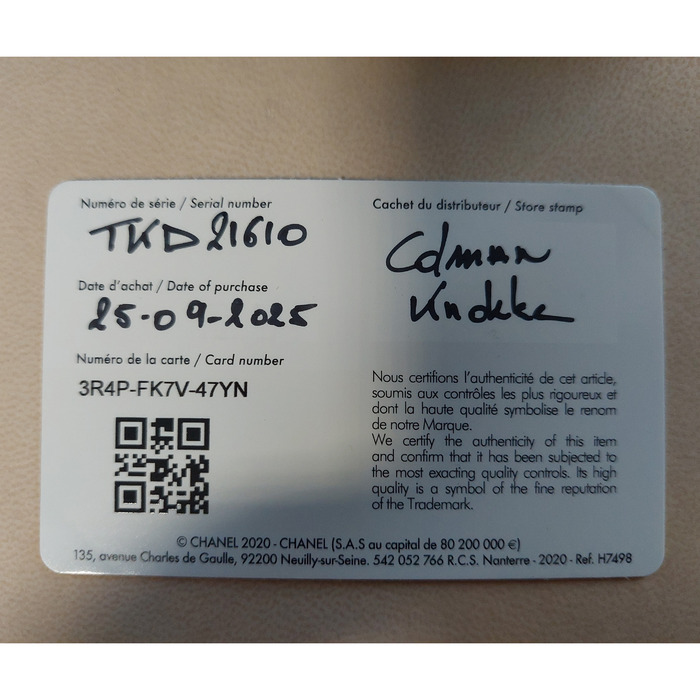 Numéro de série / Serial number
TKD21610
Date d'achat / Date of purchase
25-09-2025
Numéro de la carte / Card number
3R4P-FK7V-47YN
Cachet du distributeur / Store stamp
Colman
Knokke
Nous certifions l'authenticité de cet article,
soumis aux contrôles les plus rigoureux et
dont la haute qualité symbolise le renom
de notre Marque.
We certify the authenticity of this item
and confirm that it has been subjected to
the most exacting quality controls. Its high
quality is a symbol of the fine reputation
of the Trademark.
© CHANEL 2020 - CHANEL (S.A.S au capital de 80 200 000 €)
135, avenue Charles de Gaulle, 92200 Neuilly-sur-Seine. 542 052 766 R.C.S. Nanterre - 2020 - Ref. H7498